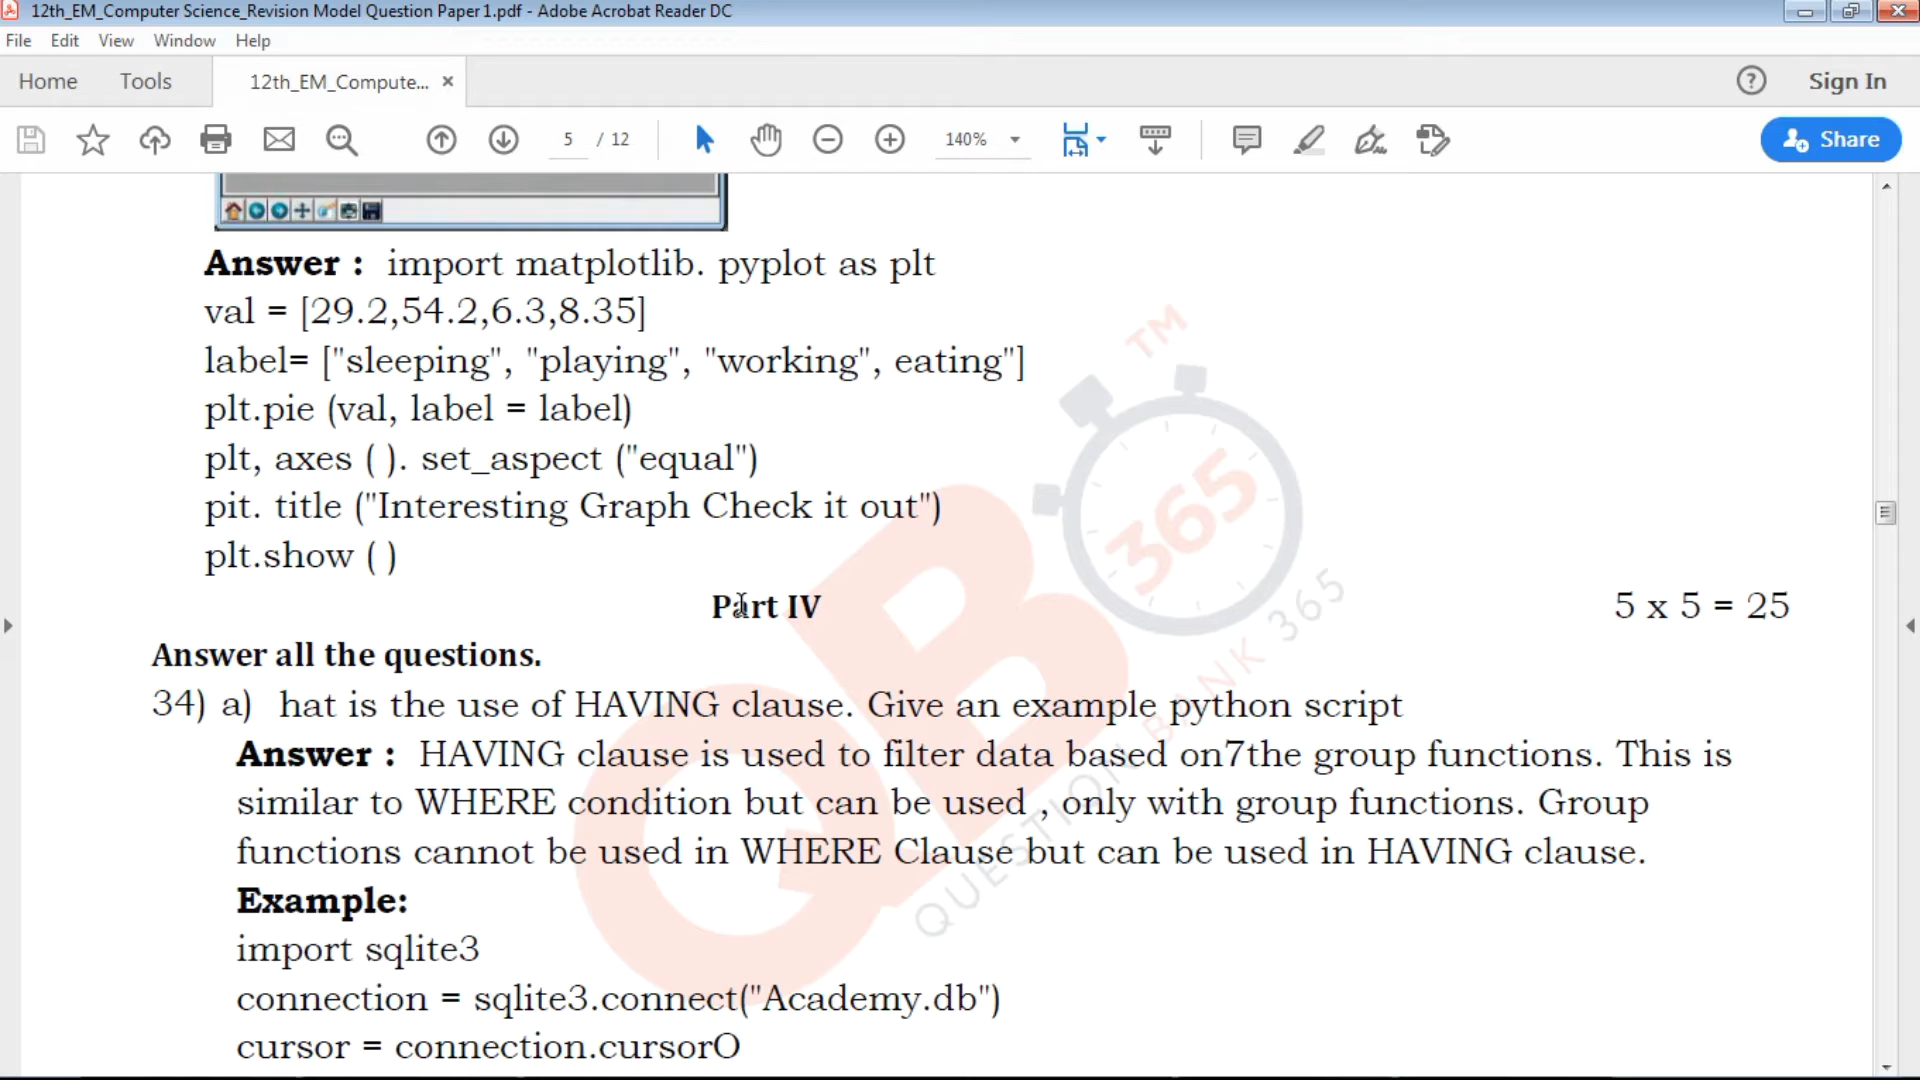 12th_EM_Computer Science_Revision Model Question Paper 1.pdf - Adobe Acrobat Reader DC
File Edit View Window Help
Home Tools 12th_EM_Compute... × ? Sign In
5 / 12 140% Share
Answer : import matplotlib. pyplot as plt
val = [29.2,54.2,6.3,8.35]
label= ["sleeping", "playing", "working", eating"]
plt.pie (val, label = label)
plt, axes ( ). set_aspect ("equal")
pit. title ("Interesting Graph Check it out")
plt.show ( )
Part IV 5 x 5 = 25
Answer all the questions.
34) a) hat is the use of HAVING clause. Give an example python script
Answer : HAVING clause is used to filter data based on7the group functions. This is
similar to WHERE condition but can be used , only with group functions. Group
functions cannot be used in WHERE Clause but can be used in HAVING clause.
Example:
import sqlite3
connection = sqlite3.connect("Academy.db")
cursor = connection.cursorO
QB
365
TM
QUESTION BANK 365